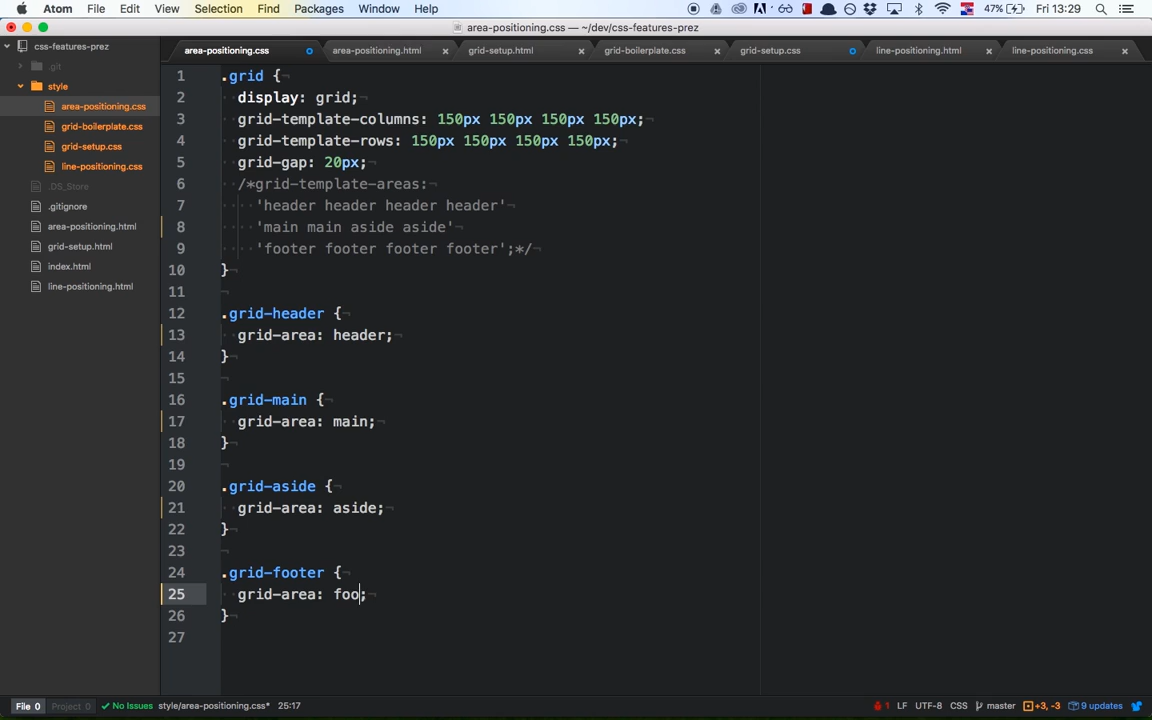 Atom File Edit View Selection Find Packages Window Help 47% Fri 13:29
area-positioning.css — ~/dev/css-features-prez
css-features-prez
.git
style
area-positioning.css
grid-boilerplate.css
grid-setup.css
line-positioning.css
.DS_Store
.gitignore
area-positioning.html
grid-setup.html
index.html
line-positioning.html
area-positioning.css area-positioning.html grid-setup.html grid-boilerplate.css grid-setup.css line-positioning.html line-positioning.css
1 .grid {
2 display: grid;
3 grid-template-columns: 150px 150px 150px 150px;
4 grid-template-rows: 150px 150px 150px 150px;
5 grid-gap: 20px;
6 /*grid-template-areas:
7 'header header header header'
8 'main main aside aside'
9 'footer footer footer footer';*/
10 }
11
12 .grid-header {
13 grid-area: header;
14 }
15
16 .grid-main {
17 grid-area: main;
18 }
19
20 .grid-aside {
21 grid-area: aside;
22 }
23
24 .grid-footer {
25 grid-area: foo;
26 }
27
File 0 Project 0 No Issues style/area-positioning.css* 25:17 1 LF UTF-8 CSS master +3, -3 9 updates